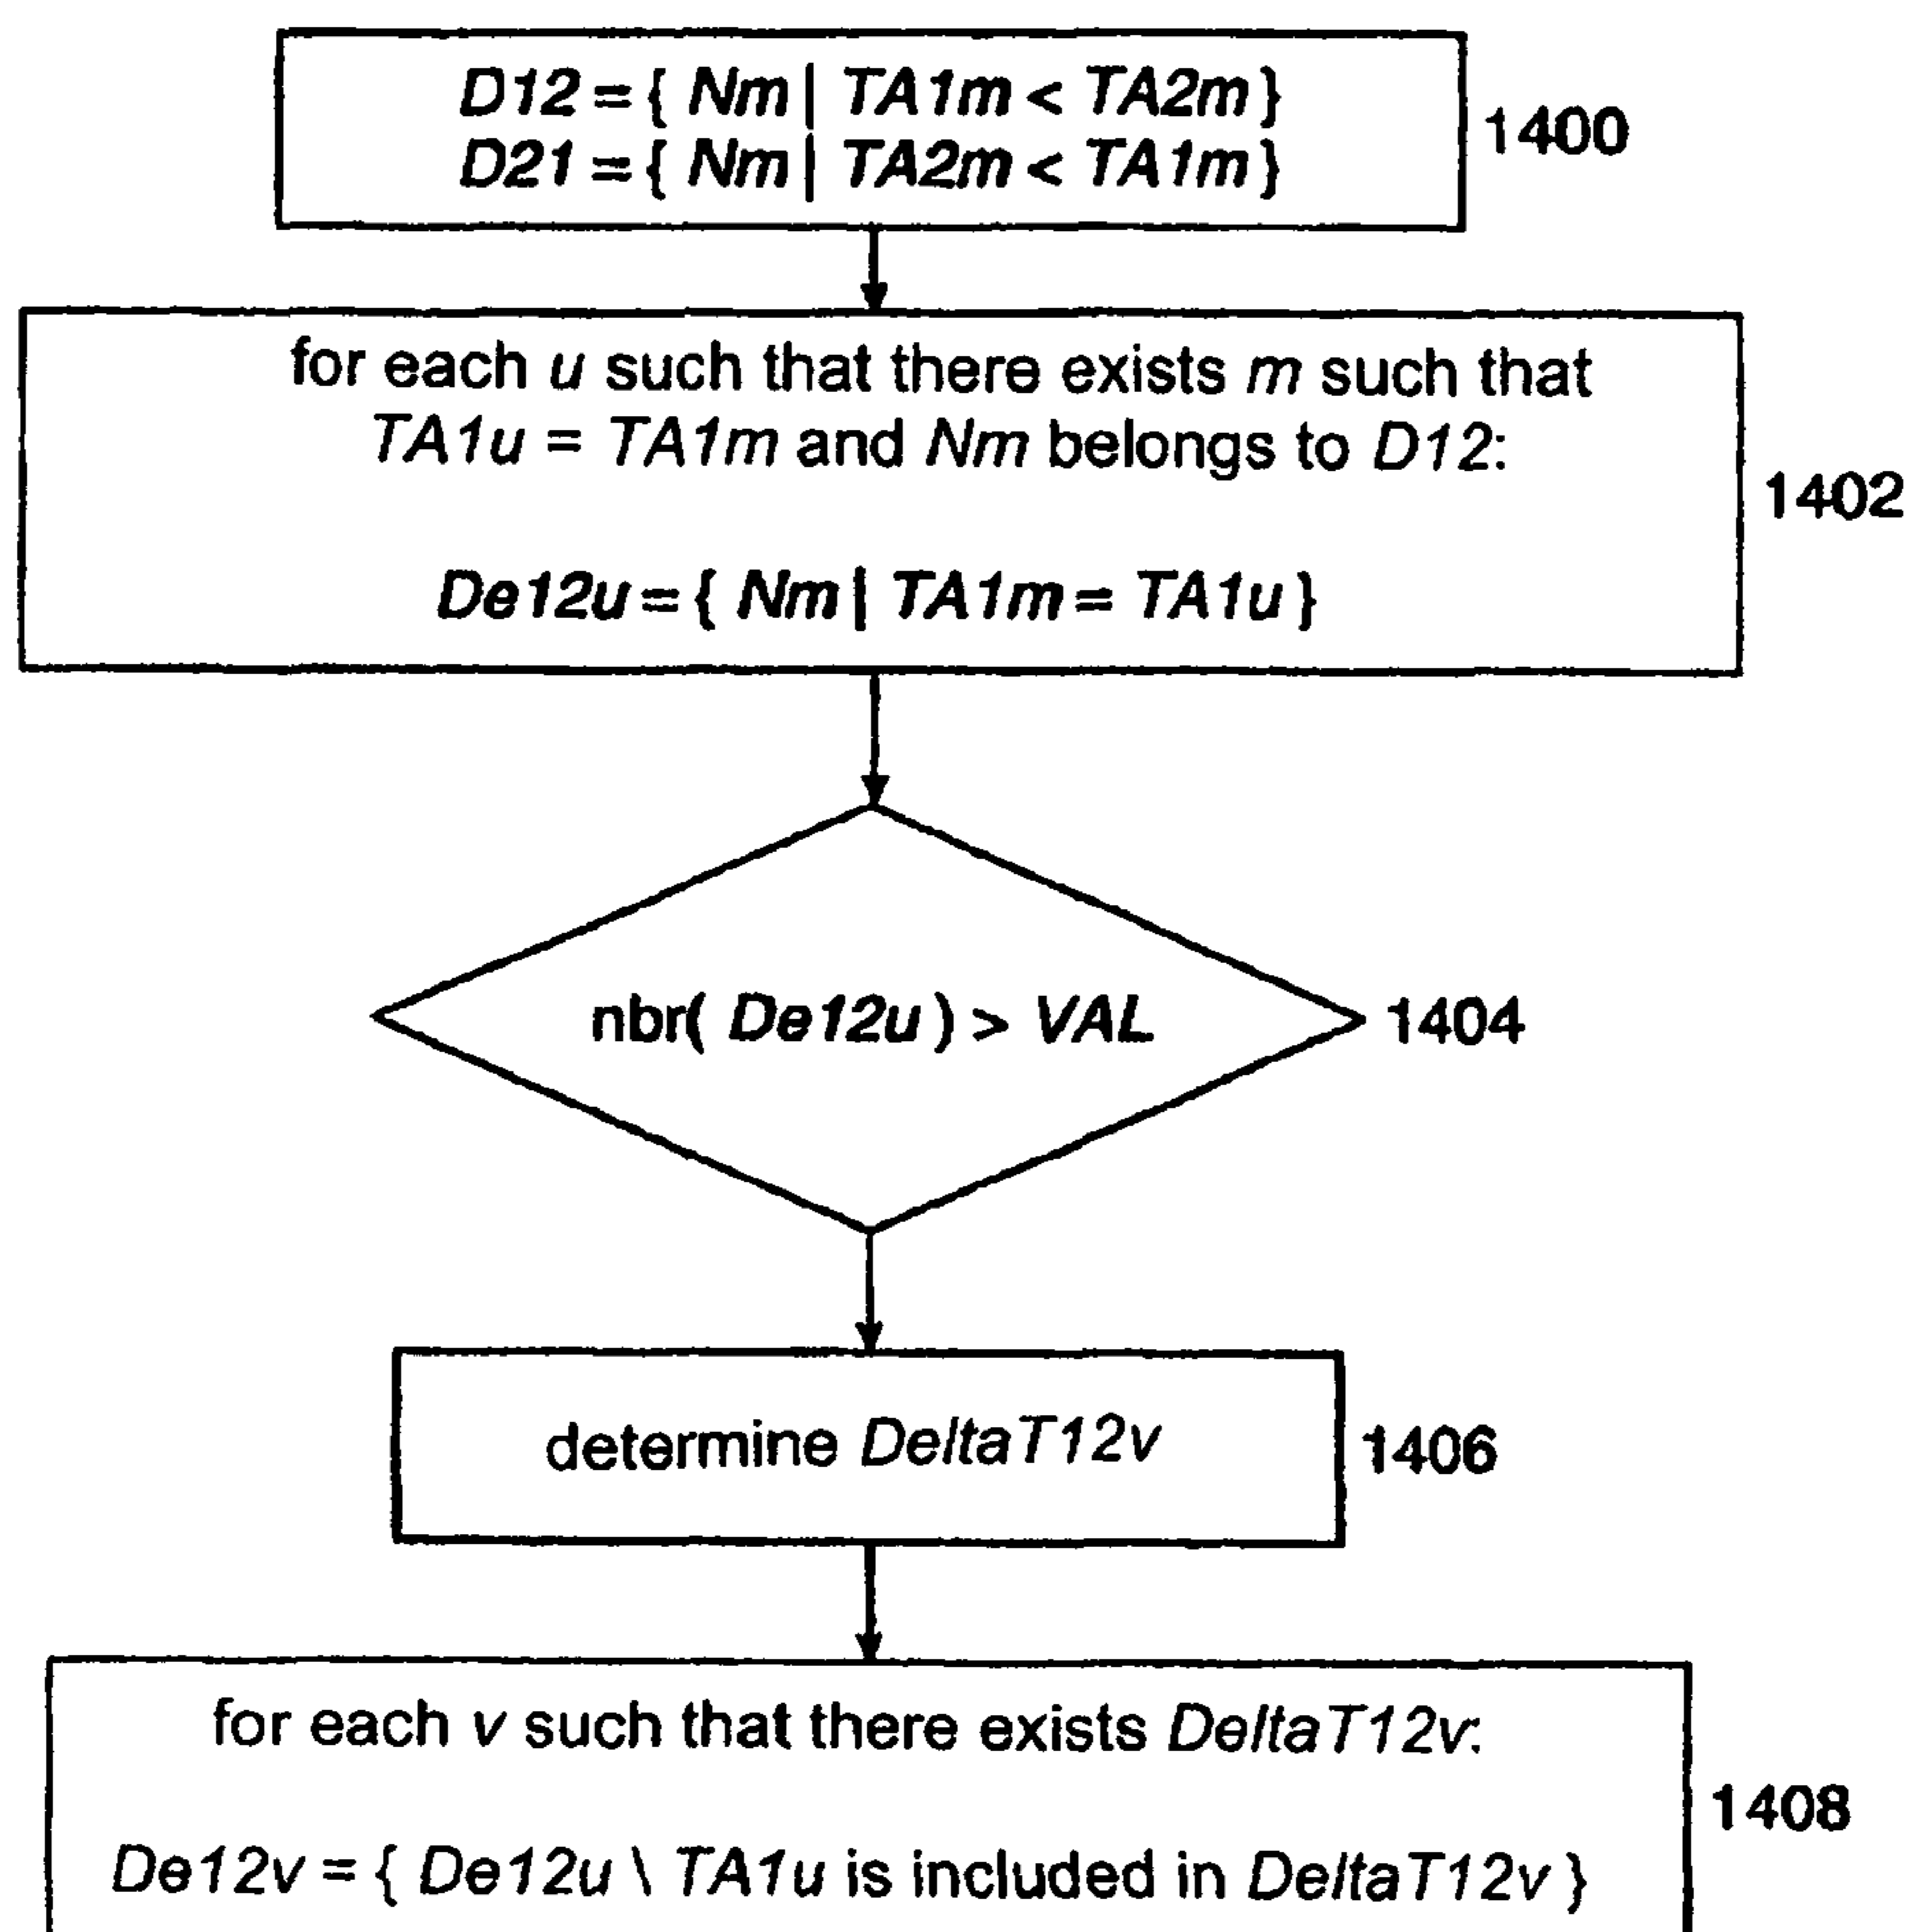 D12 = { Nm | TA1m < TA2m }
D21 = { Nm | TA2m < TA1m }
1400
for each u such that there exists m such that
TA1u = TA1m and Nm belongs to D12:
De12u = { Nm | TA1m = TA1u }
1402
nbr( De12u ) > VAL
1404
determine DeltaT12v
1406
for each v such that there exists DeltaT12v:
De12v = { De12u \ TA1u is included in DeltaT12v }
1408